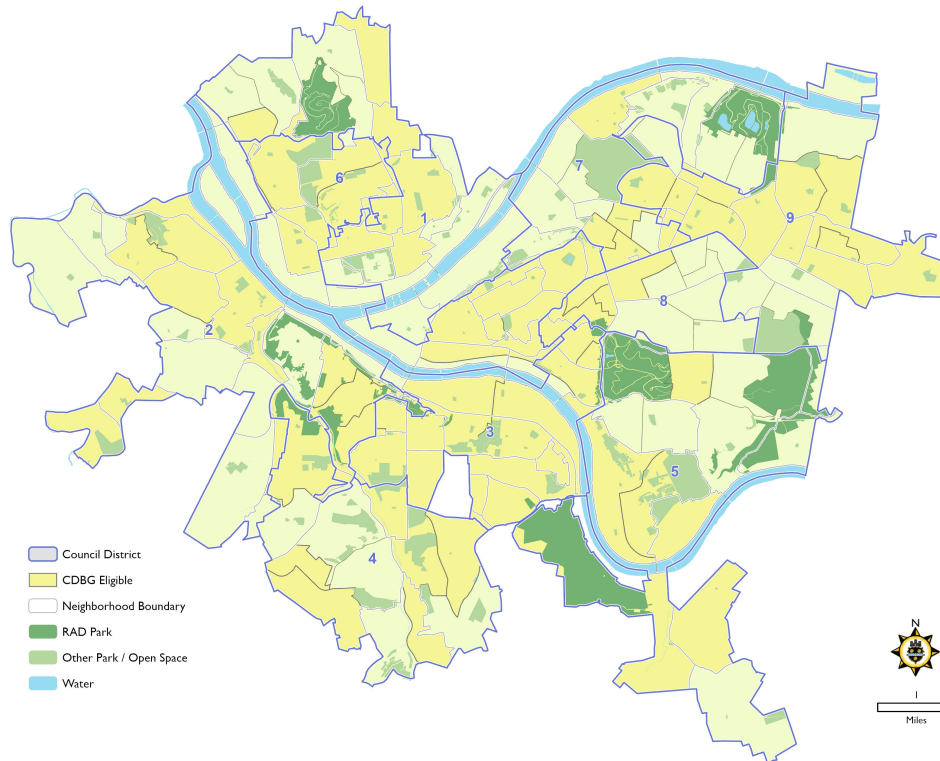 7
6
1
9
8
2
3
5
4
Council District
CDBG Eligible
Neighborhood Boundary
RAD Park
Other Park / Open Space
Water
N
1
Miles